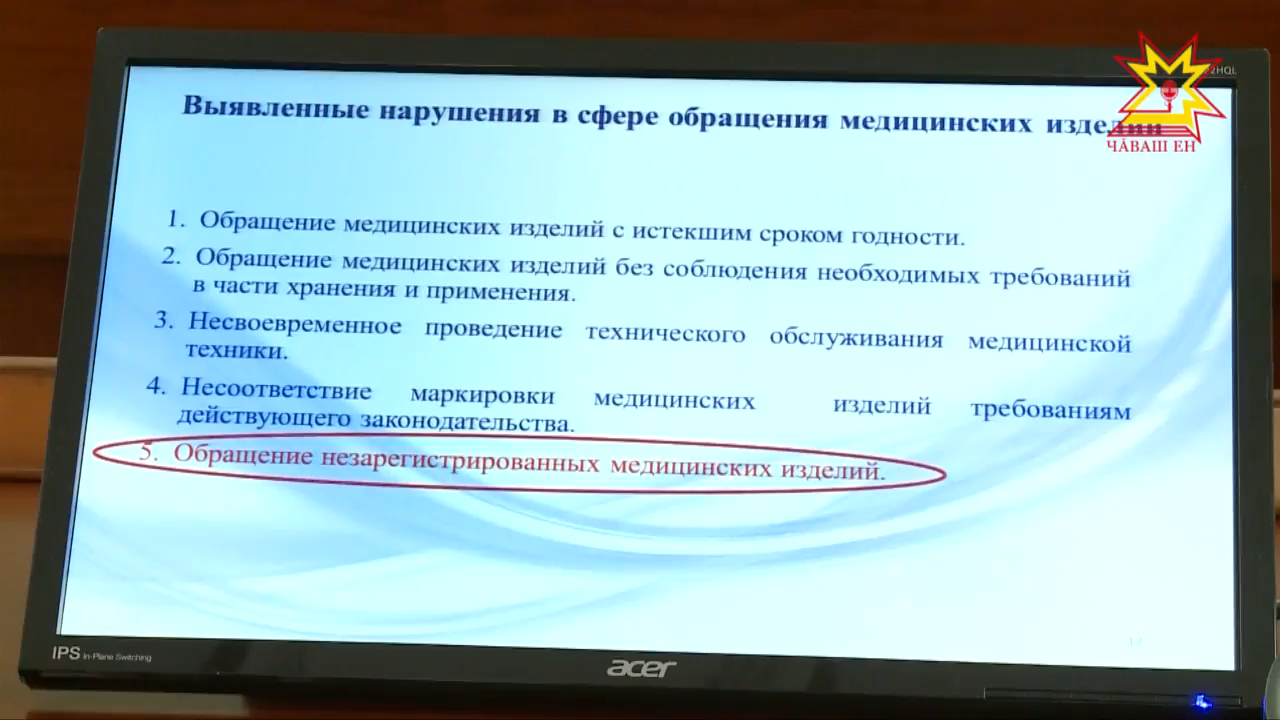 Выявленные нарушения в сфере обращения медицинских изделий
ЧӐВАШ ЕН
1. Обращение медицинских изделий с истекшим сроком годности.
2. Обращение медицинских изделий без соблюдения необходимых требований
в части хранения и применения.
3. Несвоевременное проведение технического обслуживания медицинской
техники.
4. Несоответствие маркировки медицинских изделий требованиям
действующего законодательства.
5. Обращение незарегистрированных медицинских изделий.
IPS In-Plane Switching
acer